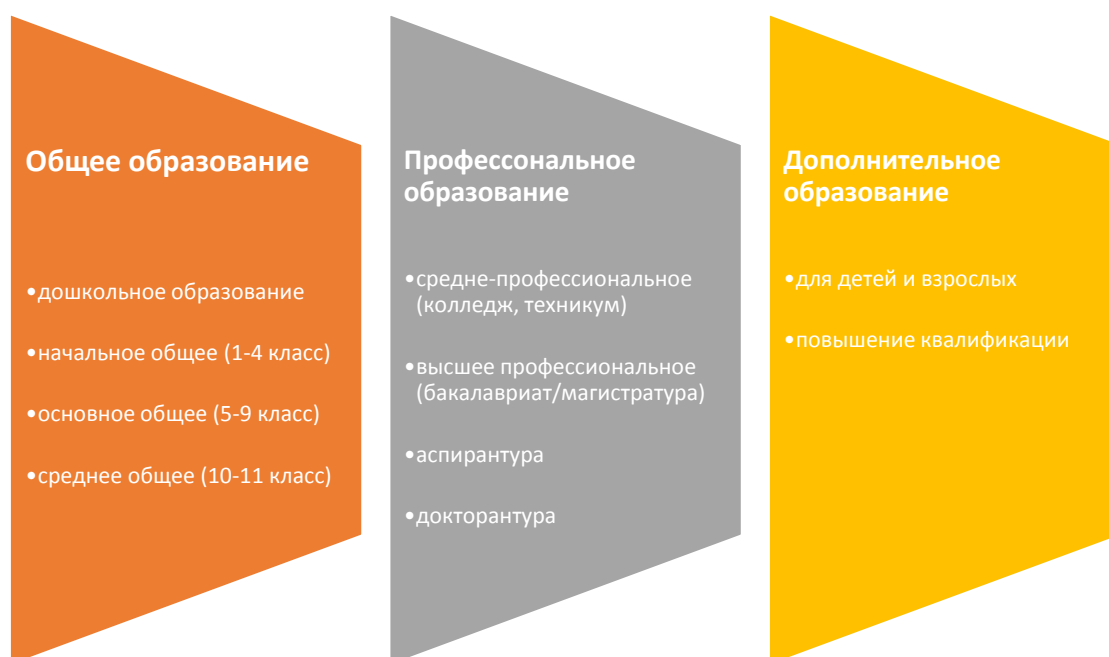 Общее образование
•дошкольное образование
•начальное общее (1-4 класс)
•основное общее (5-9 класс)
•среднее общее (10-11 класс)
Профессональное
образование
•средне-профессиональное
(колледж, техникум)
•высшее профессиональное
(бакалавриат/магистратура)
•аспирантура
•докторантура
Дополнительное
образование
•для детей и взрослых
•повышение квалификации